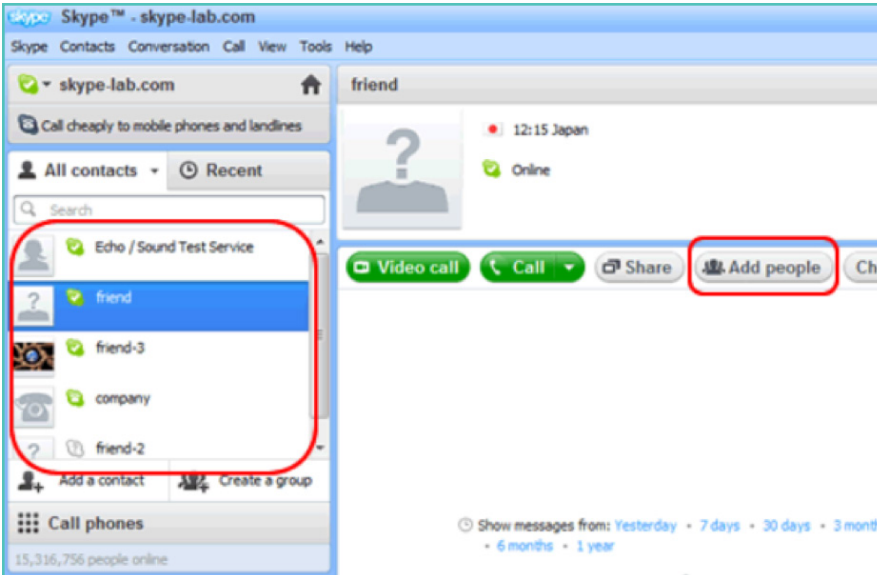 skype Skype™ - skype-lab.com
Skype Contacts Conversation Call View Tools Help
skype-lab.com
Call cheaply to mobile phones and landlines
All contacts Recent
Search
Echo / Sound Test Service
friend
friend-3
company
friend-2
Add a contact Create a group
Call phones
15,316,756 people online
friend
?
12:15 Japan
Online
Video call Call Share Add people Ch
Show messages from: Yesterday • 7 days • 30 days • 3 month
• 6 months • 1 year